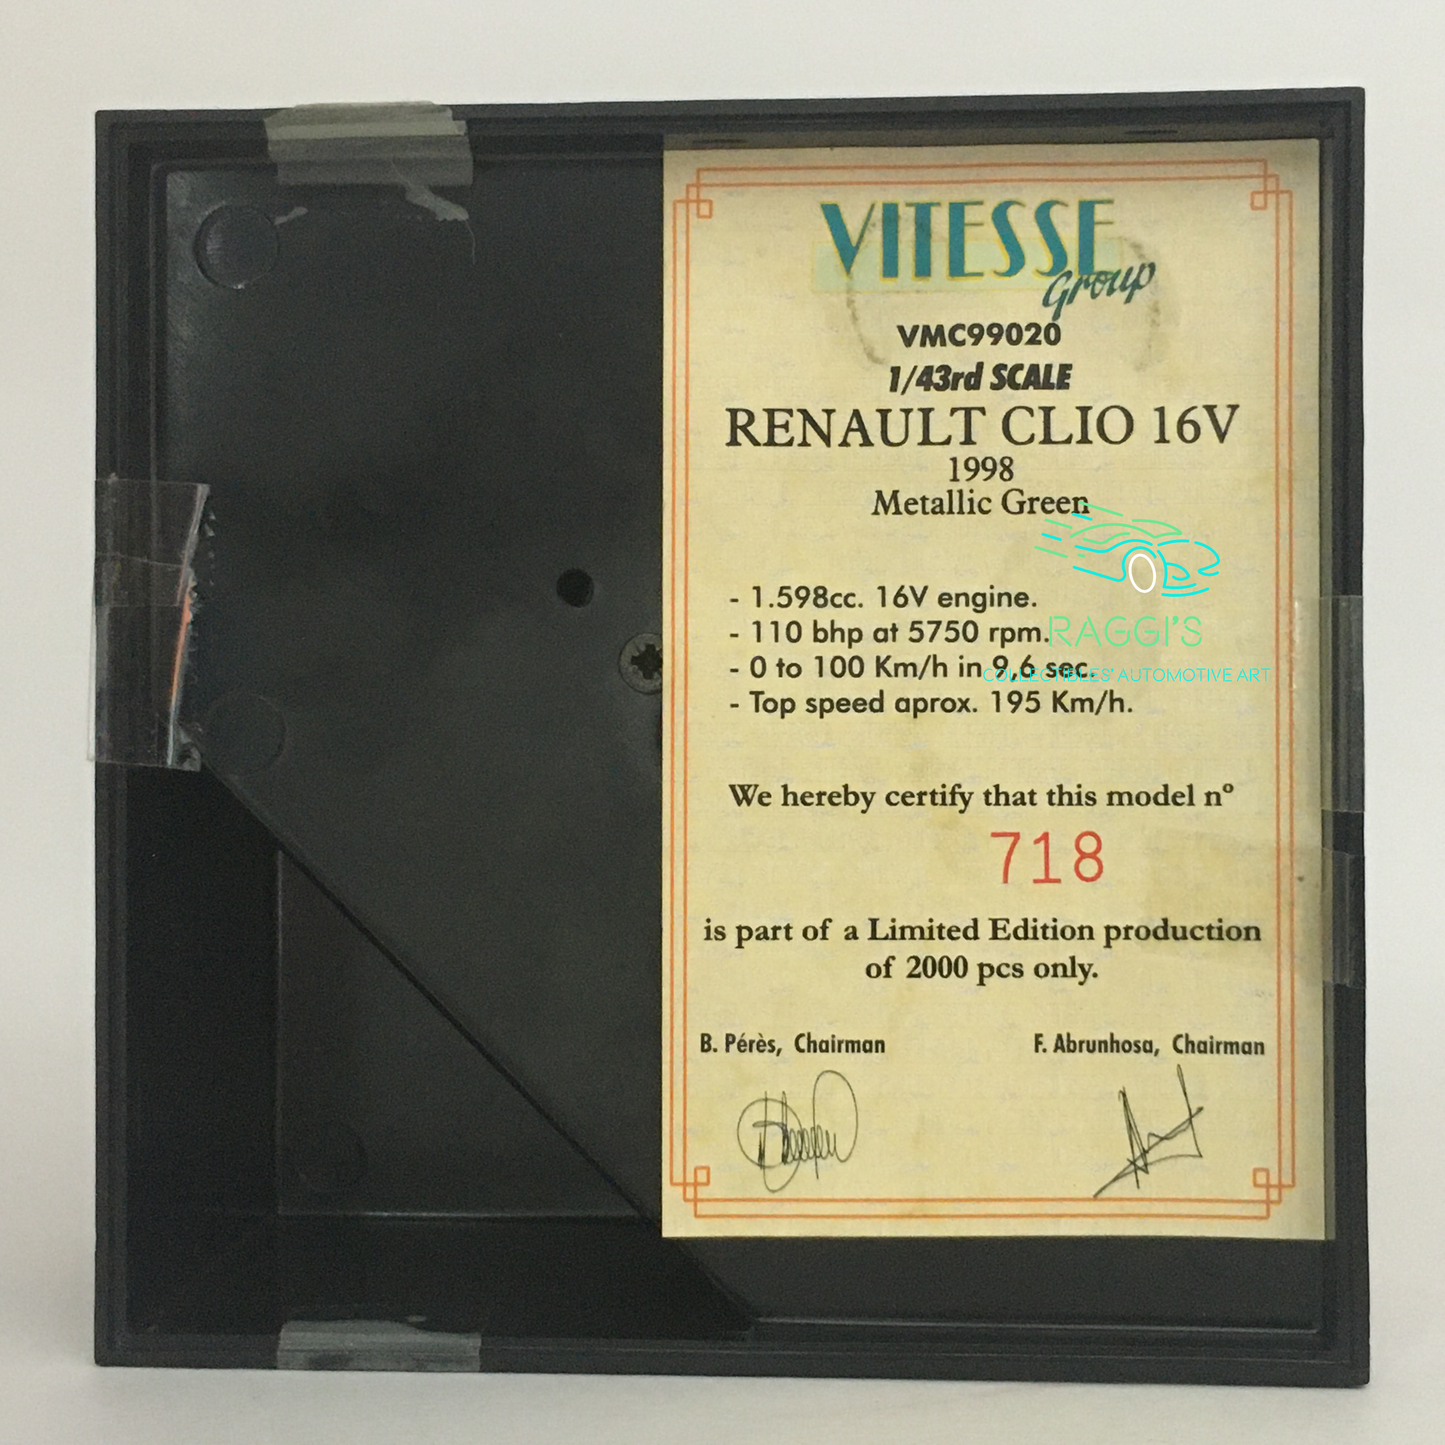 VITESSE
Group
VMC99020
1/43rd SCALE
RENAULT CLIO 16V
1998
Metallic Green
- 1.598cc. 16V engine.
- 110 bhp at 5750 rpm.
RAGGI'S
- 0 to 100 Km/h in 9,6 sec.
COLLECTIBLES' AUTOMOTIVE ART
- Top speed aprox. 195 Km/h.
We hereby certify that this model nº
718
is part of a Limited Edition production
of 2000 pcs only.
B. Pérès, Chairman
F. Abrunhosa, Chairman